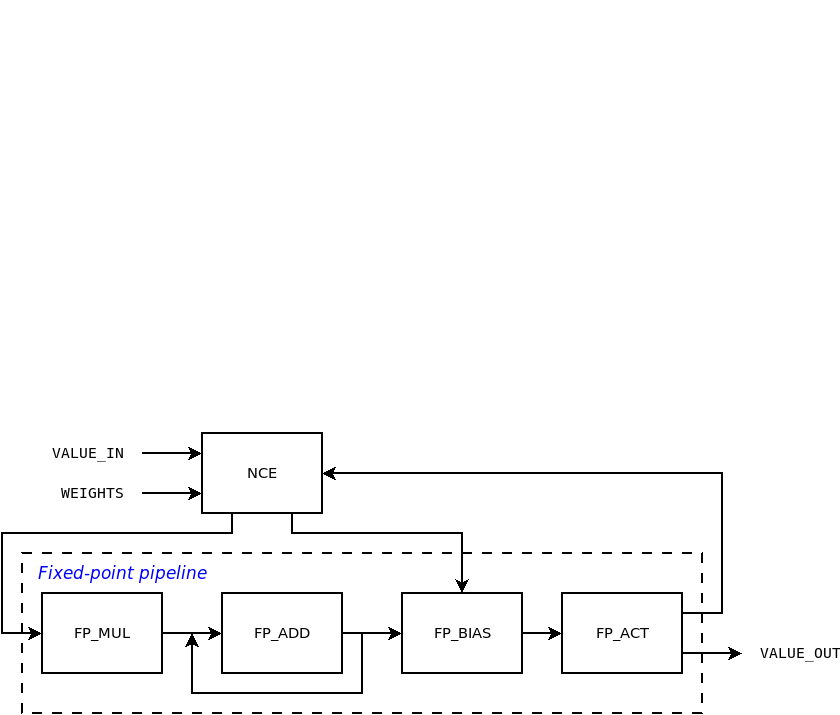 VALUE_IN
NCE
WEIGHTS
Fixed-point pipeline
FP_MUL
FP_ADD
FP_BIAS
FP_ACT
VALUE_OUT